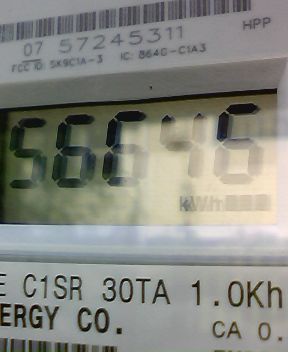 HPP
07 57245311
FCC ID: SK9C1A-3 IC: 864G-C1A3
56646
kWh
E C1SR 30TA 1.0Kh
ERGY CO.
CA 0.